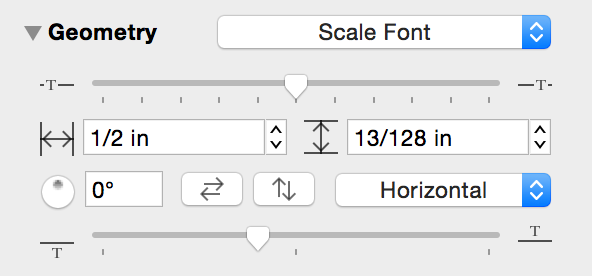 Geometry Scale Font
T T
1/2 in 13/128 in
0° Horizontal
T T